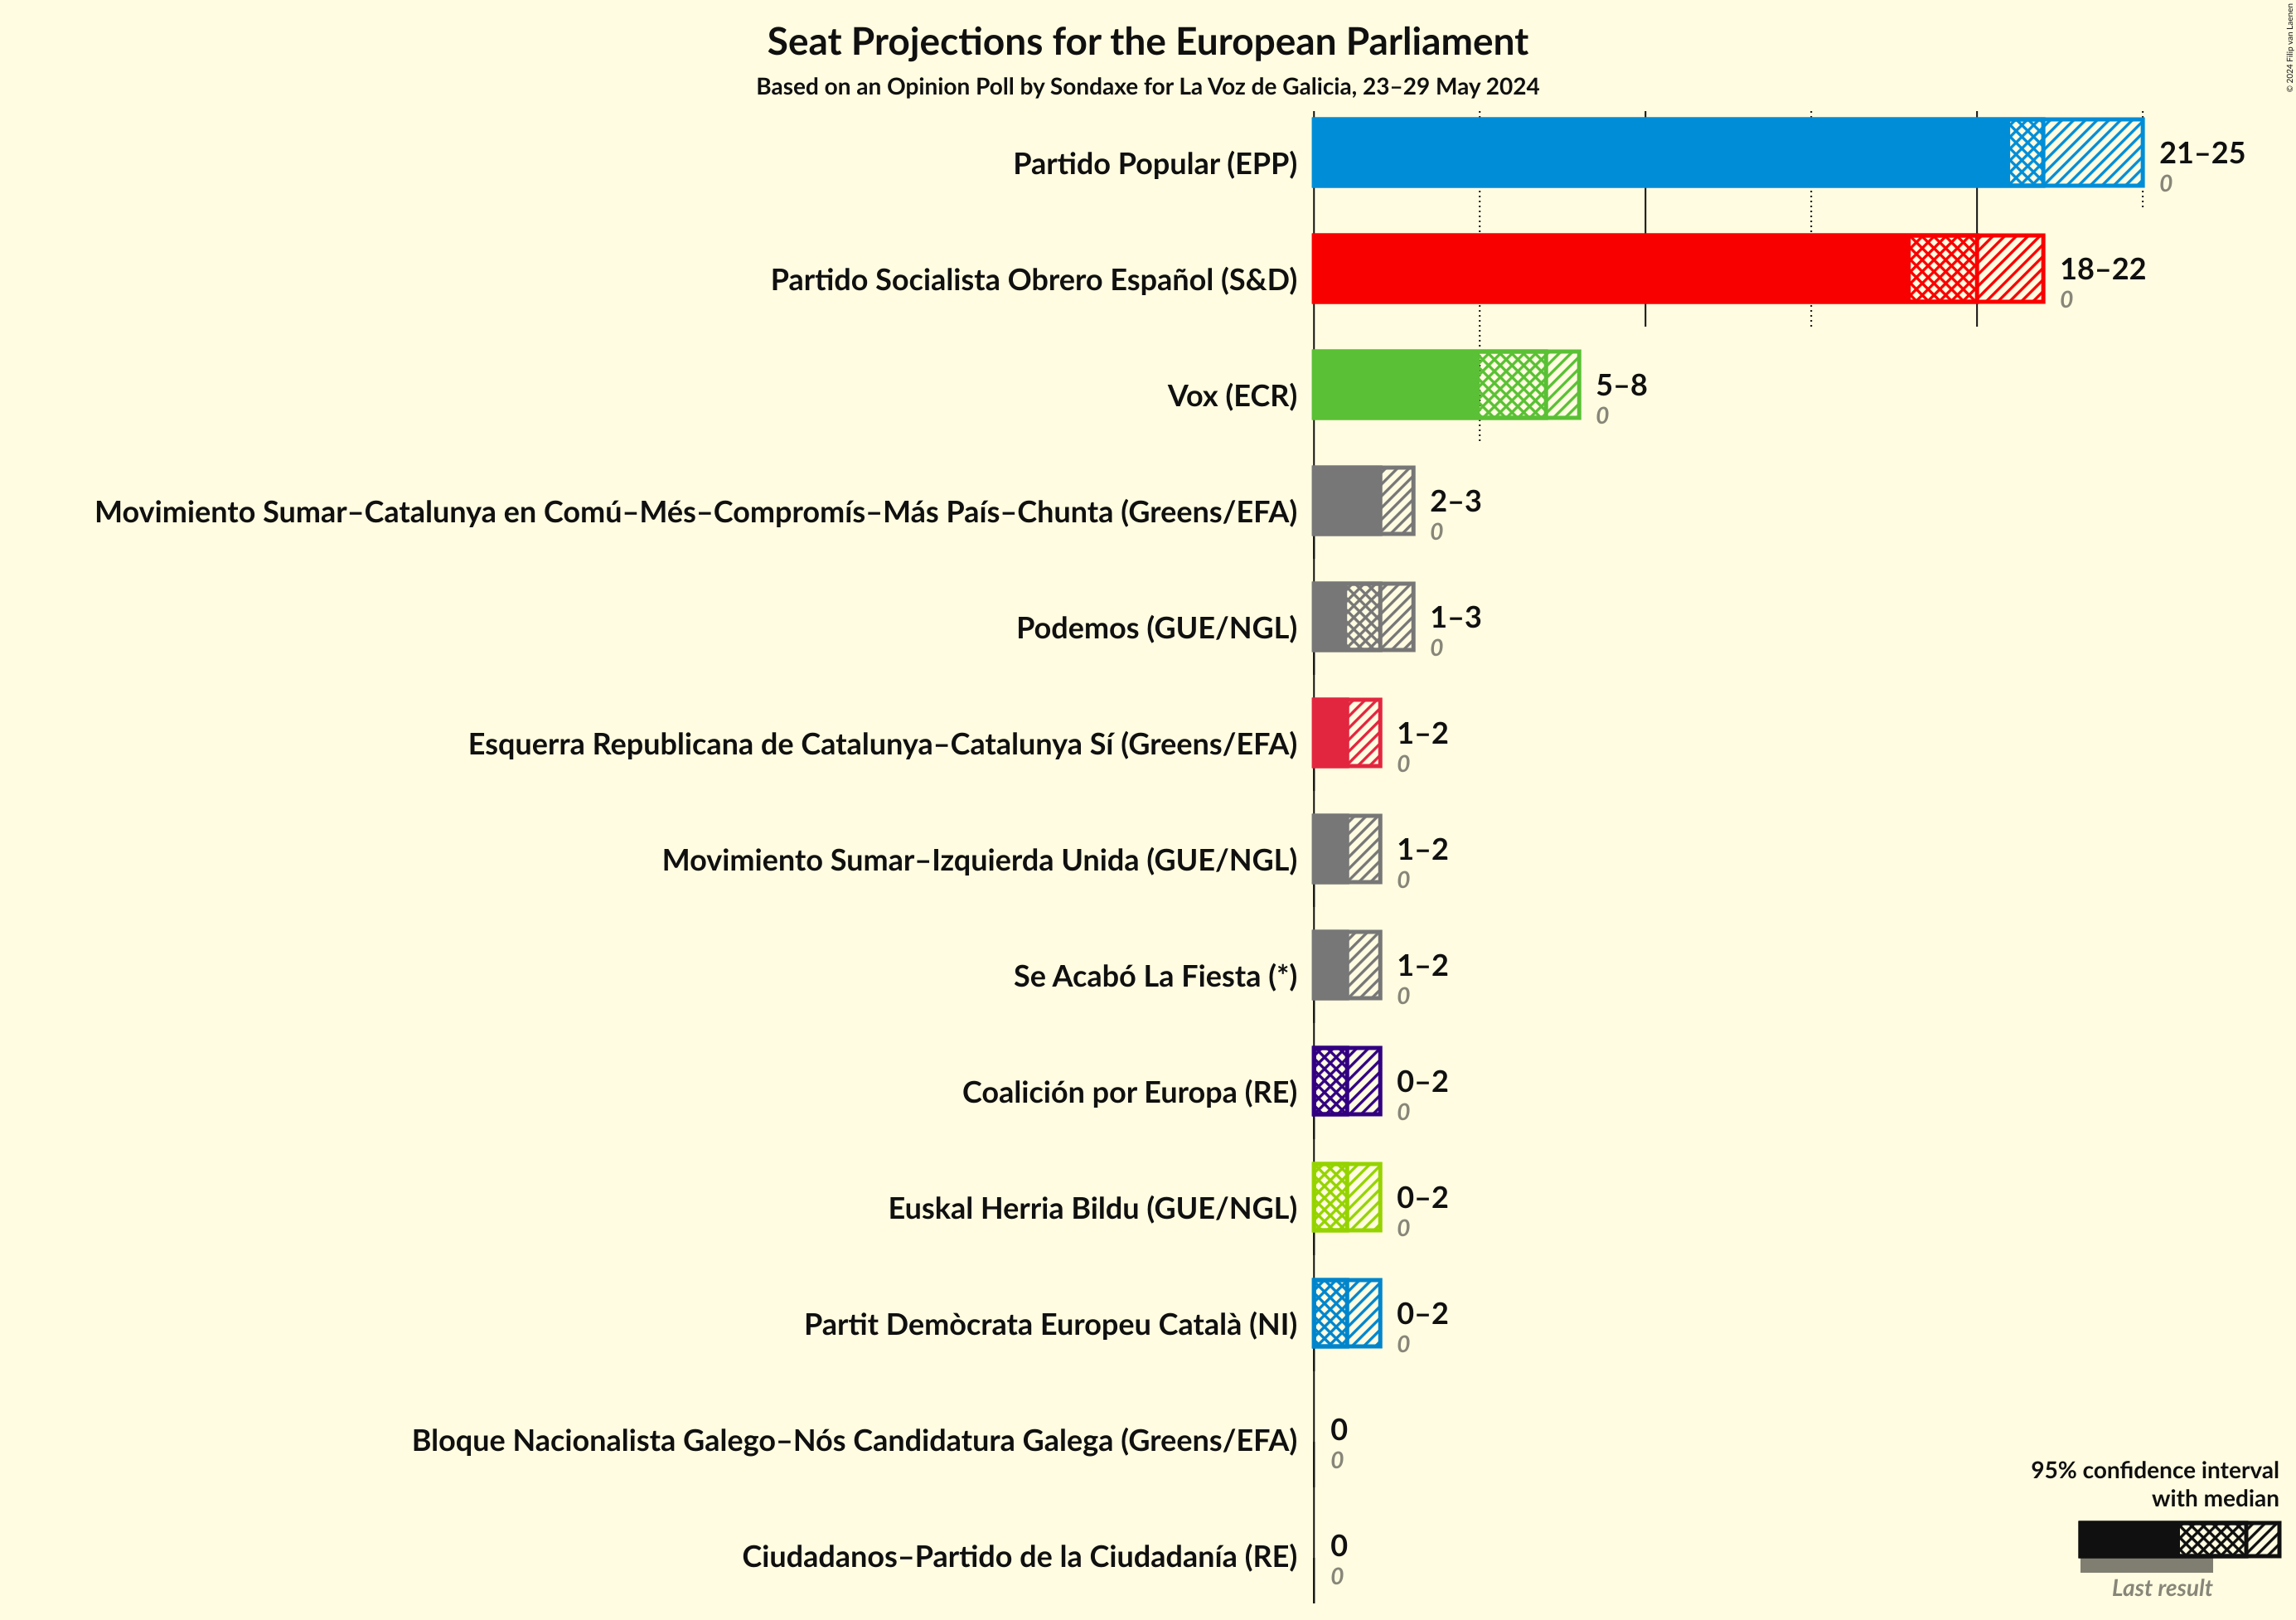 Seat Projections for the European Parliament
Based on an Opinion Poll by Sondaxe for La Voz de Galicia, 23–29 May 2024
© 2024 Filip van Laenen
Partido Popular (EPP)
21–25
0
Partido Socialista Obrero Español (S&D)
18–22
0
Vox (ECR)
5–8
0
Movimiento Sumar–Catalunya en Comú–Més–Compromís–Más País–Chunta (Greens/EFA)
2–3
0
Podemos (GUE/NGL)
1–3
0
Esquerra Republicana de Catalunya–Catalunya Sí (Greens/EFA)
1–2
0
Movimiento Sumar–Izquierda Unida (GUE/NGL)
1–2
0
Se Acabó La Fiesta (*)
1–2
0
Coalición por Europa (RE)
0–2
0
Euskal Herria Bildu (GUE/NGL)
0–2
0
Partit Demòcrata Europeu Català (NI)
0–2
0
Bloque Nacionalista Galego–Nós Candidatura Galega (Greens/EFA)
0
0
Ciudadanos–Partido de la Ciudadanía (RE)
0
0
95% confidence interval
with median
Last result